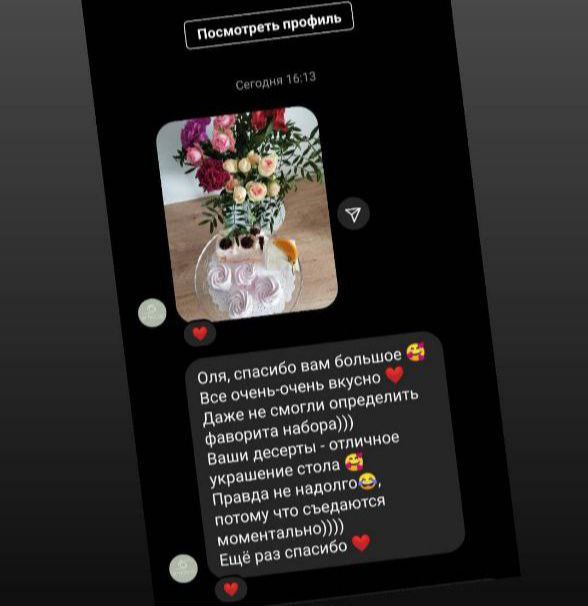 Посмотреть профиль
Сегодня 16:13
Оля, спасибо вам большое 🥰
Все очень-очень вкусно ❤️
Даже не смогли определить
фаворита набора)))
Ваши десерты - отличное
украшение стола 🥰
Правда не надолго😂,
потому что съедаются
моментально))))
Ещё раз спасибо ❤️